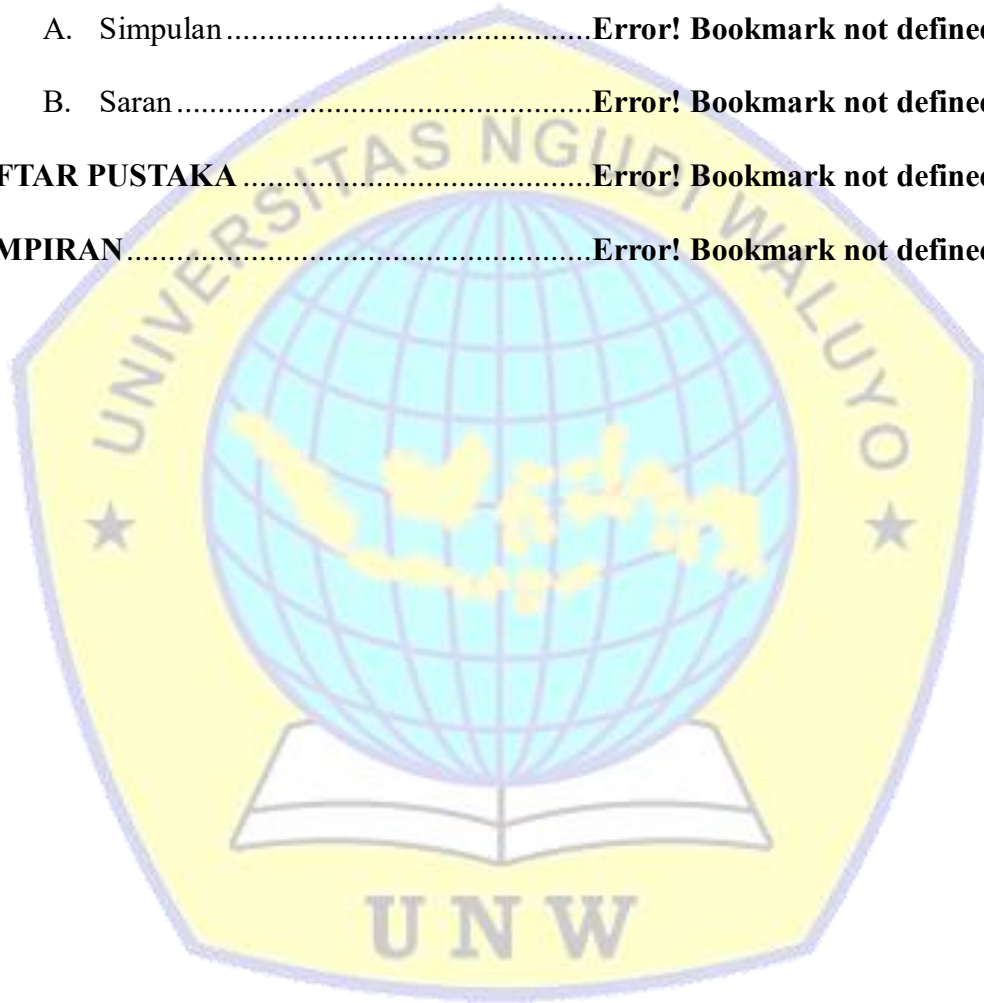 A. Simpulan.......................................Error! Bookmark not defined
B. Saran............................................Error! Bookmark not defined
FTAR PUSTAKA.....................................Error! Bookmark not defined
MPIRAN................................................Error! Bookmark not defined
UNIVERSITAS NGUDI WALUYO
UNW